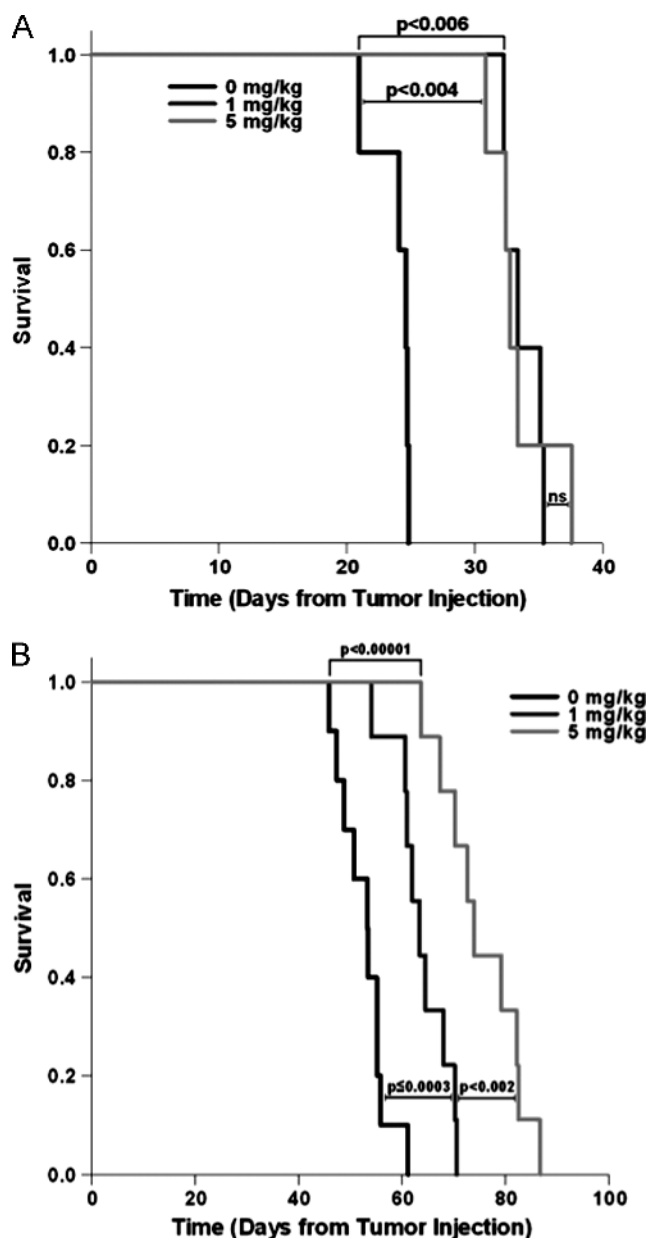 A
p<0.006
1.0
0 mg/kg
1 mg/kg
5 mg/kg
p<0.004
0.8
0.6
0.4
0.2
ns
0.0
0 20 30 40
Survival
Time (Days from Tumor Injection)
B
p<0.00001
1.0
0 mg/kg
1 mg/kg
5 mg/kg
0.8
0.6
0.4
0.2
p≤0.0003 p<0.002
0.0
0 20 40 60 80 100
Survival
Time (Days from Tumor Injection)